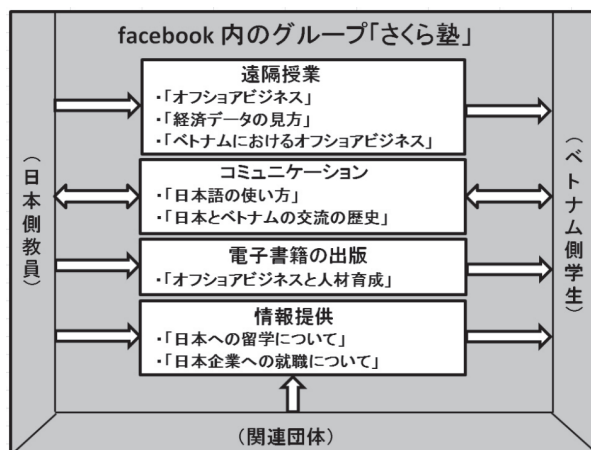 facebook 内のグループ「さくら塾」
遠隔授業
・「オフショアビジネス」
・「経済データの見方」
・「ベトナムにおけるオフショアビジネス」
コミュニケーション
・「日本語の使い方」
・「日本とベトナムの交流の歴史」
電子書籍の出版
・「オフショアビジネスと人材育成」
情報提供
・「日本への留学について」
・「日本企業への就職について」
（日本側教員）
（ベトナム側学生）
（関連団体）